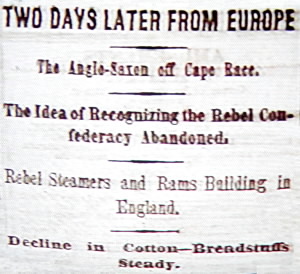 TWO DAYS LATER FROM EUROPE
The Anglo-Saxon off Cape Race.
The Idea of Recognizing the Rebel Con-
federacy Abandoned.
Rebel Steamers and Rams Building in
England.
Decline in Cotton—Breadstuffs
Steady.